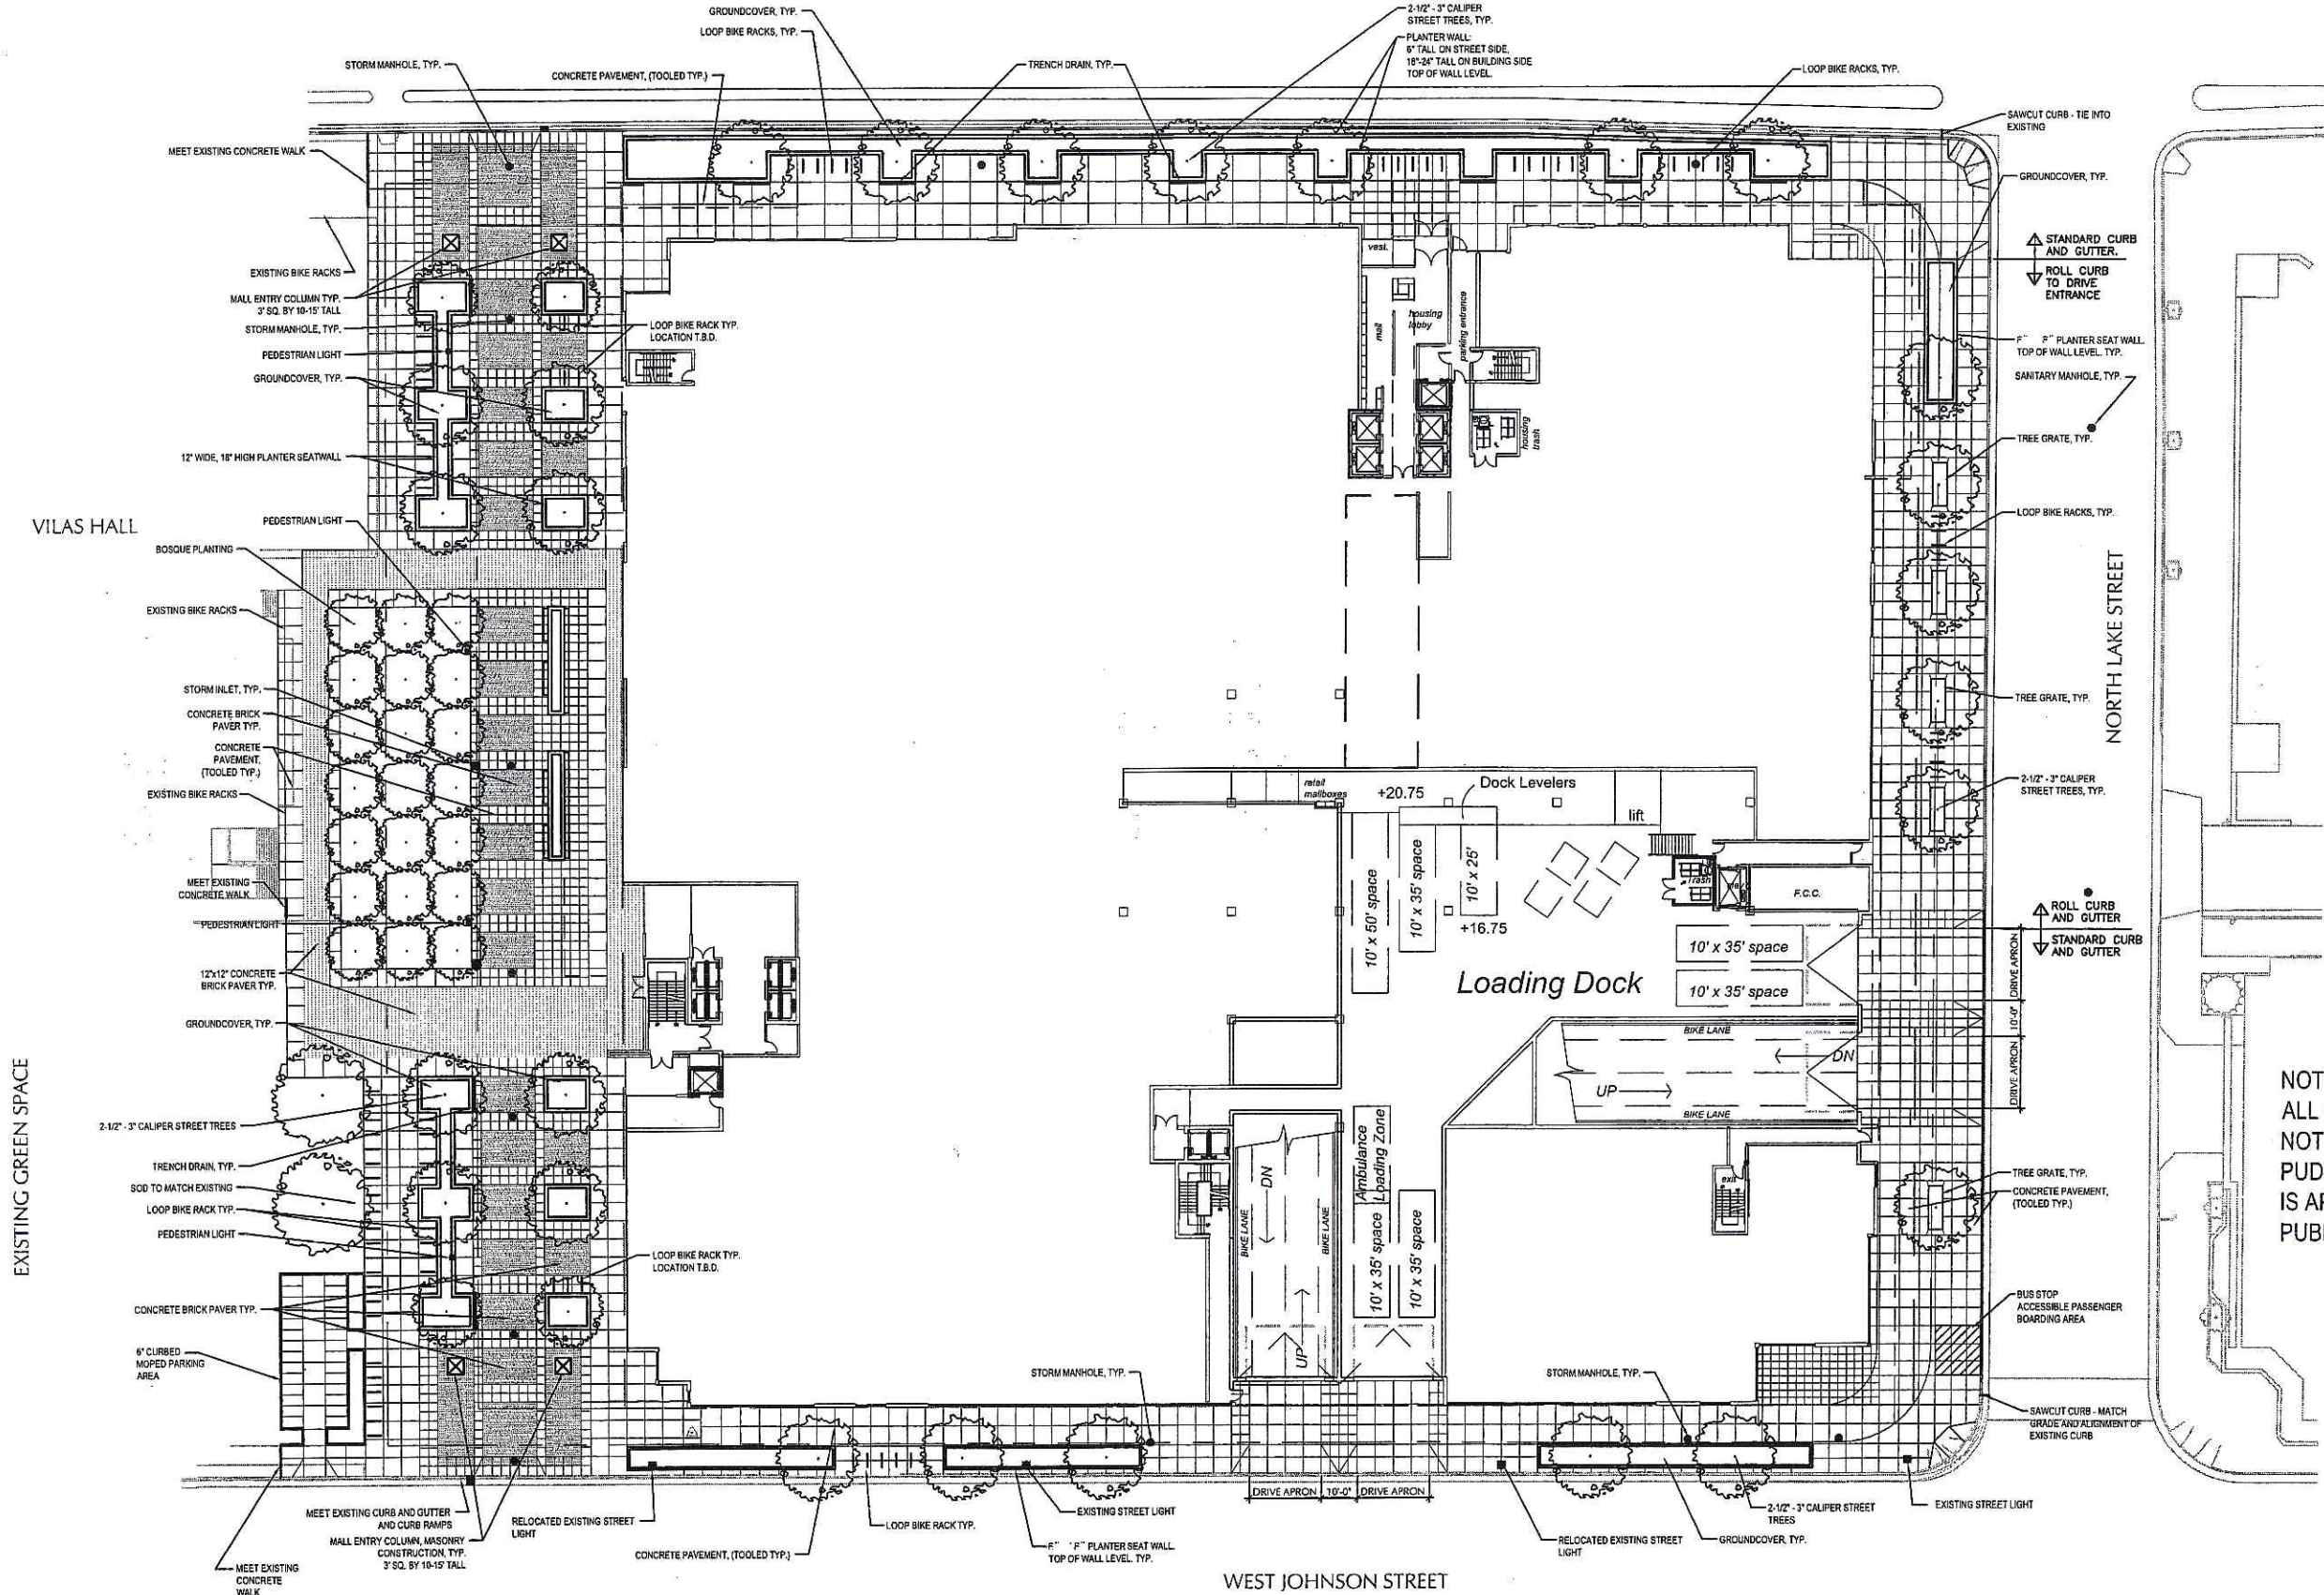 GROUNDCOVER, TYP.
LOOP BIKE RACKS, TYP.
2-1/2" - 3" CALIPER
STREET TREES, TYP.
PLANTER WALL:
6" TALL ON STREET SIDE,
18"-24" TALL ON BUILDING SIDE
TOP OF WALL LEVEL.
STORM MANHOLE, TYP.
CONCRETE PAVEMENT, (TOOLED TYP.)
TRENCH DRAIN, TYP.
LOOP BIKE RACKS, TYP.
SAWCUT CURB - TIE INTO
EXISTING
MEET EXISTING CONCRETE WALK
GROUNDCOVER, TYP.
STANDARD CURB
AND GUTTER.
ROLL CURB
TO DRIVE
ENTRANCE
EXISTING BIKE RACKS
MALL ENTRY COLUMN TYP.
3' SQ. BY 10-15' TALL
STORM MANHOLE, TYP.
LOOP BIKE RACK TYP.
LOCATION T.B.D.
PEDESTRIAN LIGHT
GROUNDCOVER, TYP.
vest.
mail
housing
lobby
parking entrance
housing
trash
PLANTER SEAT WALL
TOP OF WALL LEVEL. TYP.
SANITARY MANHOLE, TYP.
TREE GRATE, TYP.
12" WIDE, 18" HIGH PLANTER SEATWALL
LOOP BIKE RACKS, TYP.
VILAS HALL
PEDESTRIAN LIGHT
BOSQUE PLANTING
NORTH LAKE STREET
EXISTING BIKE RACKS
STORM INLET, TYP.
TREE GRATE, TYP.
CONCRETE BRICK
PAVER TYP.
CONCRETE
PAVEMENT,
(TOOLED TYP.)
EXISTING BIKE RACKS
retail
mailboxes
+20.75
Dock Levelers
lift
2-1/2" - 3" CALIPER
STREET TREES, TYP.
10' x 50' space
10' x 35' space
10' x 25'
+16.75
Trash
F.C.C.
MEET EXISTING
CONCRETE WALK
PEDESTRIAN LIGHT
ROLL CURB
AND GUTTER
STANDARD CURB
AND GUTTER
10' x 35' space
10' x 35' space
Loading Dock
12"x12" CONCRETE
BRICK PAVER TYP.
GROUNDCOVER, TYP.
DRIVE APRON
10'-0"
DRIVE APRON
BIKE LANE
DN
UP
BIKE LANE
EXISTING GREEN SPACE
2-1/2" - 3" CALIPER STREET TREES
NOT
ALL
NOT
PUD
PUB
TRENCH DRAIN, TYP.
SOD TO MATCH EXISTING
LOOP BIKE RACK TYP.
PEDESTRIAN LIGHT
LOOP BIKE RACK TYP.
LOCATION T.B.D.
DN
UP
BIKE LANE
BIKE LANE
Ambulance
Loading Zone
10' x 35' space
10' x 35' space
exit
TREE GRATE, TYP.
CONCRETE PAVEMENT,
(TOOLED TYP.)
CONCRETE BRICK PAVER TYP.
BUS STOP
ACCESSIBLE PASSENGER
BOARDING AREA
6" CURBED
MOPED PARKING
AREA
STORM MANHOLE, TYP.
STORM MANHOLE, TYP.
SAWCUT CURB - MATCH
GRADE AND ALIGNMENT OF
EXISTING CURB
DRIVE APRON
10'-0"
DRIVE APRON
MEET EXISTING CURB AND GUTTER
AND CURB RAMPS
MALL ENTRY COLUMN, MASONRY
CONSTRUCTION, TYP.
3' SQ. BY 10-15' TALL
RELOCATED EXISTING STREET
LIGHT
CONCRETE PAVEMENT, (TOOLED TYP.)
LOOP BIKE RACK TYP.
EXISTING STREET LIGHT
PLANTER SEAT WALL
TOP OF WALL LEVEL. TYP.
RELOCATED EXISTING STREET
LIGHT
2-1/2" - 3" CALIPER STREET
TREES
GROUNDCOVER, TYP.
EXISTING STREET LIGHT
MEET EXISTING
CONCRETE
WALK
WEST JOHNSON STREET